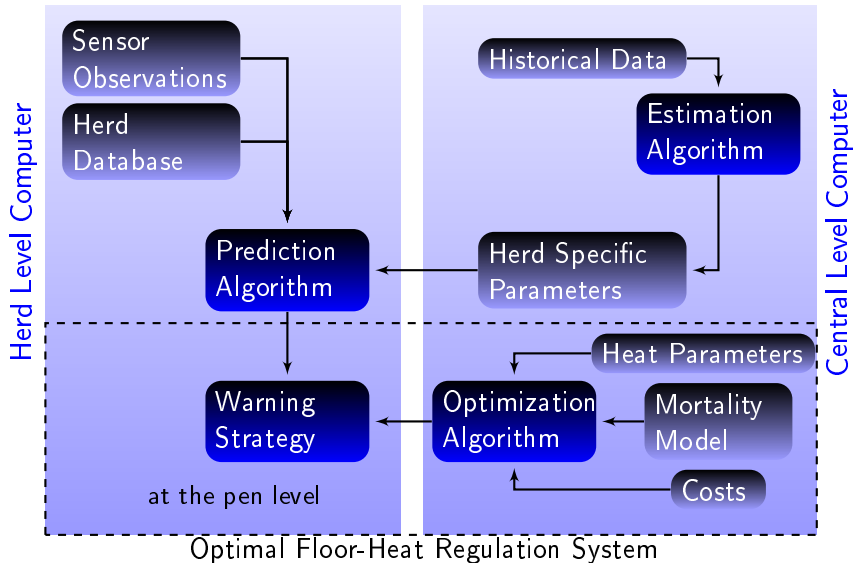 Sensor
Observations
Herd
Database
Historical Data
Estimation
Algorithm
Herd Level Computer
Central Level Computer
Prediction
Algorithm
Herd Specific
Parameters
Heat Parameters
Warning
Strategy
Optimization
Algorithm
Mortality
Model
Costs
at the pen level
Optimal Floor-Heat Regulation System